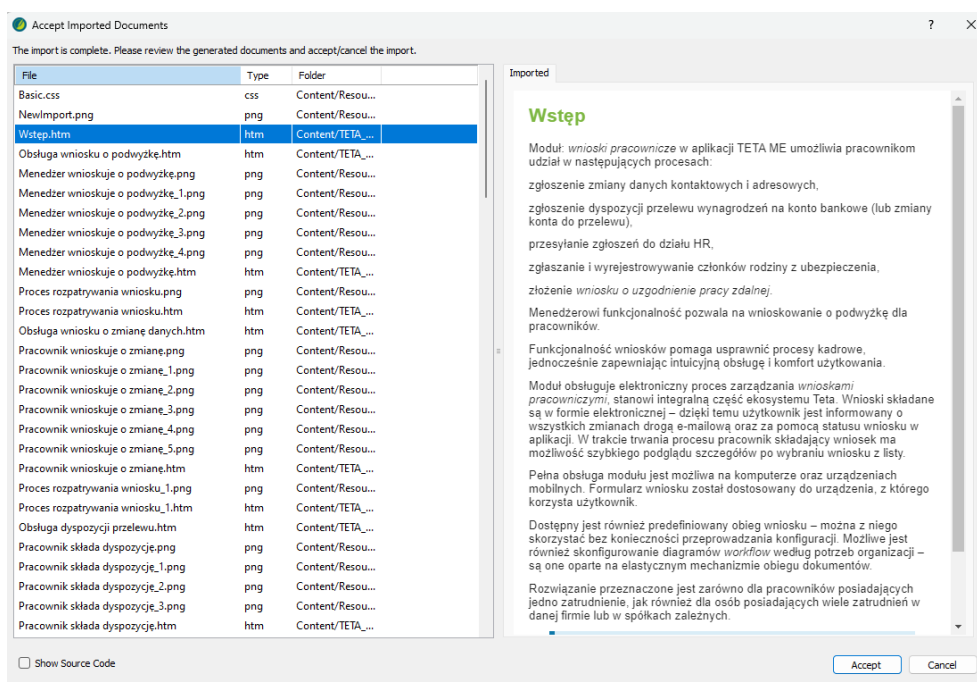 Accept Imported Documents
? X
The import is complete. Please review the generated documents and accept/cancel the import.
File Type Folder
Basic.css css Content/Resou...
NewImport.png png Content/Resou...
Wstęp.htm htm Content/TETA_...
Obsługa wniosku o podwyżkę.htm htm Content/TETA_...
Menedżer wnioskuje o podwyżkę.png png Content/Resou...
Menedżer wnioskuje o podwyżkę_1.png png Content/Resou...
Menedżer wnioskuje o podwyżkę_2.png png Content/Resou...
Menedżer wnioskuje o podwyżkę_3.png png Content/Resou...
Menedżer wnioskuje o podwyżkę_4.png png Content/Resou...
Menedżer wnioskuje o podwyżkę.htm htm Content/TETA_...
Proces rozpatrywania wniosku.png png Content/Resou...
Proces rozpatrywania wniosku.htm htm Content/TETA_...
Obsługa wniosku o zmianę danych.htm htm Content/TETA_...
Pracownik wnioskuje o zmianę.png png Content/Resou...
Pracownik wnioskuje o zmianę_1.png png Content/Resou...
Pracownik wnioskuje o zmianę_2.png png Content/Resou...
Pracownik wnioskuje o zmianę_3.png png Content/Resou...
Pracownik wnioskuje o zmianę_4.png png Content/Resou...
Pracownik wnioskuje o zmianę_5.png png Content/Resou...
Pracownik wnioskuje o zmianę.htm htm Content/TETA_...
Proces rozpatrywania wniosku_1.png png Content/Resou...
Proces rozpatrywania wniosku_1.htm htm Content/TETA_...
Obsługa dyspozycji przelewu.htm htm Content/TETA_...
Pracownik składa dyspozycję.png png Content/Resou...
Pracownik składa dyspozycję_1.png png Content/Resou...
Pracownik składa dyspozycję_2.png png Content/Resou...
Pracownik składa dyspozycję_3.png png Content/Resou...
Pracownik składa dyspozycję.htm htm Content/TETA_...
Imported
Wstęp
Moduł: wnioski pracownicze w aplikacji TETA ME umożliwia pracownikom
udział w następujących procesach:
zgłoszenie zmiany danych kontaktowych i adresowych,
zgłoszenie dyspozycji przelewu wynagrodzeń na konto bankowe (lub zmiany
konta do przelewu),
przesyłanie zgłoszeń do działu HR,
zgłaszanie i wyrejestrowywanie członków rodziny z ubezpieczenia,
złożenie wniosku o uzgodnienie pracy zdalnej.
Menedżerowi funkcjonalność pozwala na wnioskowanie o podwyżkę dla
pracowników.
Funkcjonalność wniosków pomaga usprawnić procesy kadrowe,
jednocześnie zapewniając intuicyjną obsługę i komfort użytkowania.
Moduł obsługuje elektroniczny proces zarządzania wnioskami
pracowniczymi, stanowi integralną część ekosystemu Teta. Wnioski składane
są w formie elektronicznej – dzięki temu użytkownik jest informowany o
wszystkich zmianach drogą e-mailową oraz za pomocą statusu wniosku w
aplikacji. W trakcie trwania procesu pracownik składający wniosek ma
możliwość szybkiego podglądu szczegółów po wybraniu wniosku z listy.
Pełna obsługa modułu jest możliwa na komputerze oraz urządzeniach
mobilnych. Formularz wniosku został dostosowany do urządzenia, z którego
korzysta użytkownik.
Dostępny jest również predefiniowany obieg wniosku – można z niego
skorzystać bez konieczności przeprowadzania konfiguracji. Możliwe jest
również skonfigurowanie diagramów workflow według potrzeb organizacji –
są one oparte na elastycznym mechanizmie obiegu dokumentów.
Rozwiązanie przeznaczone jest zarówno dla pracowników posiadających
jedno zatrudnienie, jak również dla osób posiadających wiele zatrudnień w
danej firmie lub w spółkach zależnych.
Show Source Code
Accept Cancel